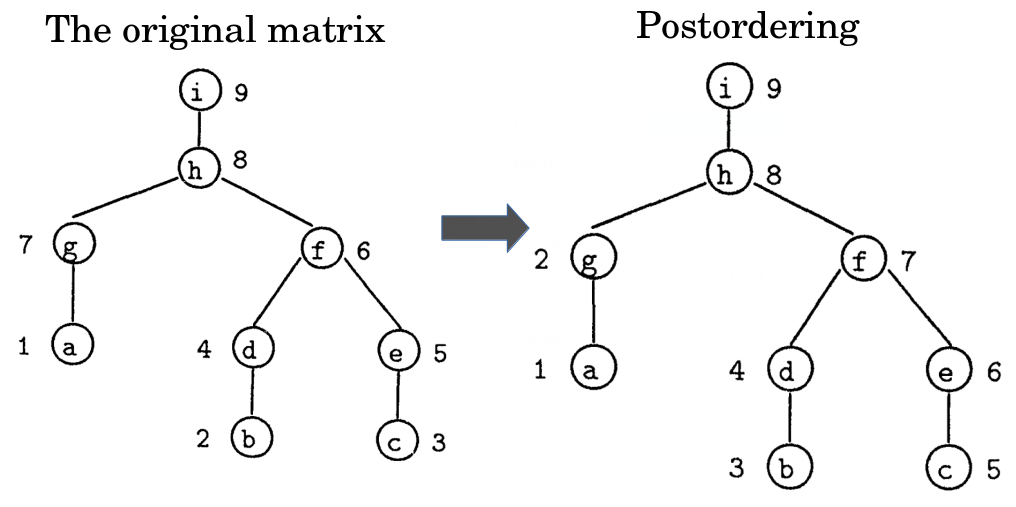 The original matrix
i 9
h 8
7 g
f 6
1 a
4 d
e 5
2 b
c 3
Postordering
i 9
h 8
2 g
f 7
1 a
4 d
e 6
3 b
c 5